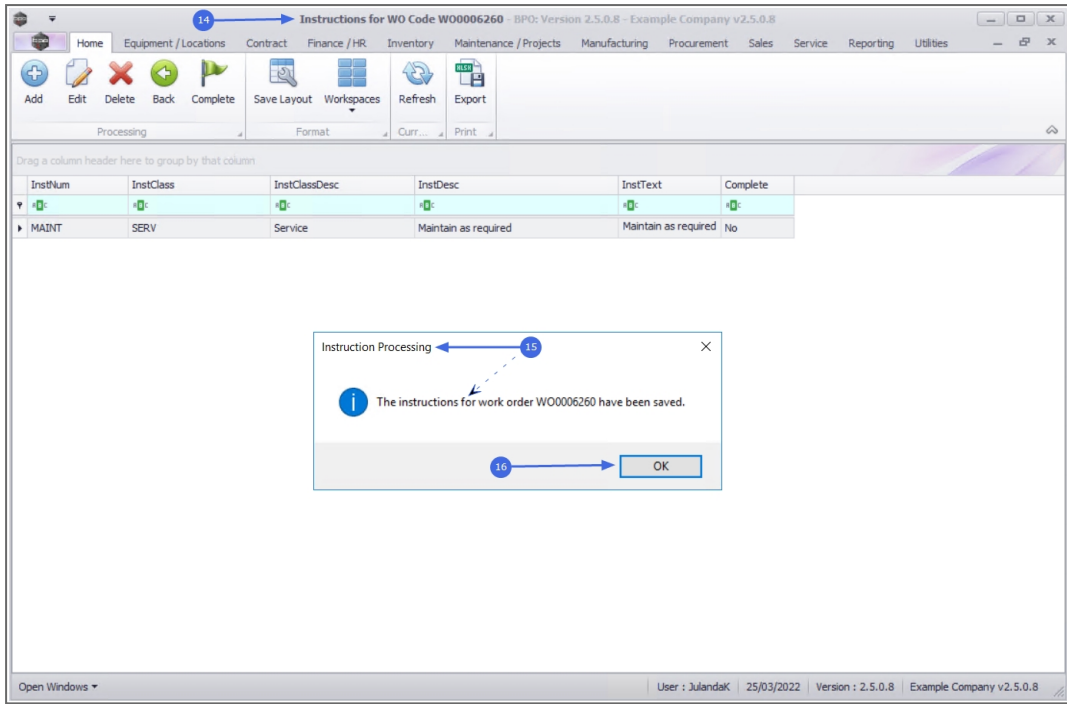 14 Instructions for WO Code WO0006260 - BPO: Version 2.5.0.8 - Example Company v2.5.0.8
Home Equipment / Locations Contract Finance / HR Inventory Maintenance / Projects Manufacturing Procurement Sales Service Reporting Utilities
XLSX
Add Edit Delete Back Complete Save Layout Workspaces Refresh Export
Processing Format Curr... Print
Drag a column header here to group by that column
InstNum InstClass InstClassDesc InstDesc InstText Complete
MAINT SERV Service Maintain as required Maintain as required No
Instruction Processing 15
The instructions for work order WO0006260 have been saved.
16 OK
Open Windows User : JulandaK 25/03/2022 Version : 2.5.0.8 Example Company v2.5.0.8